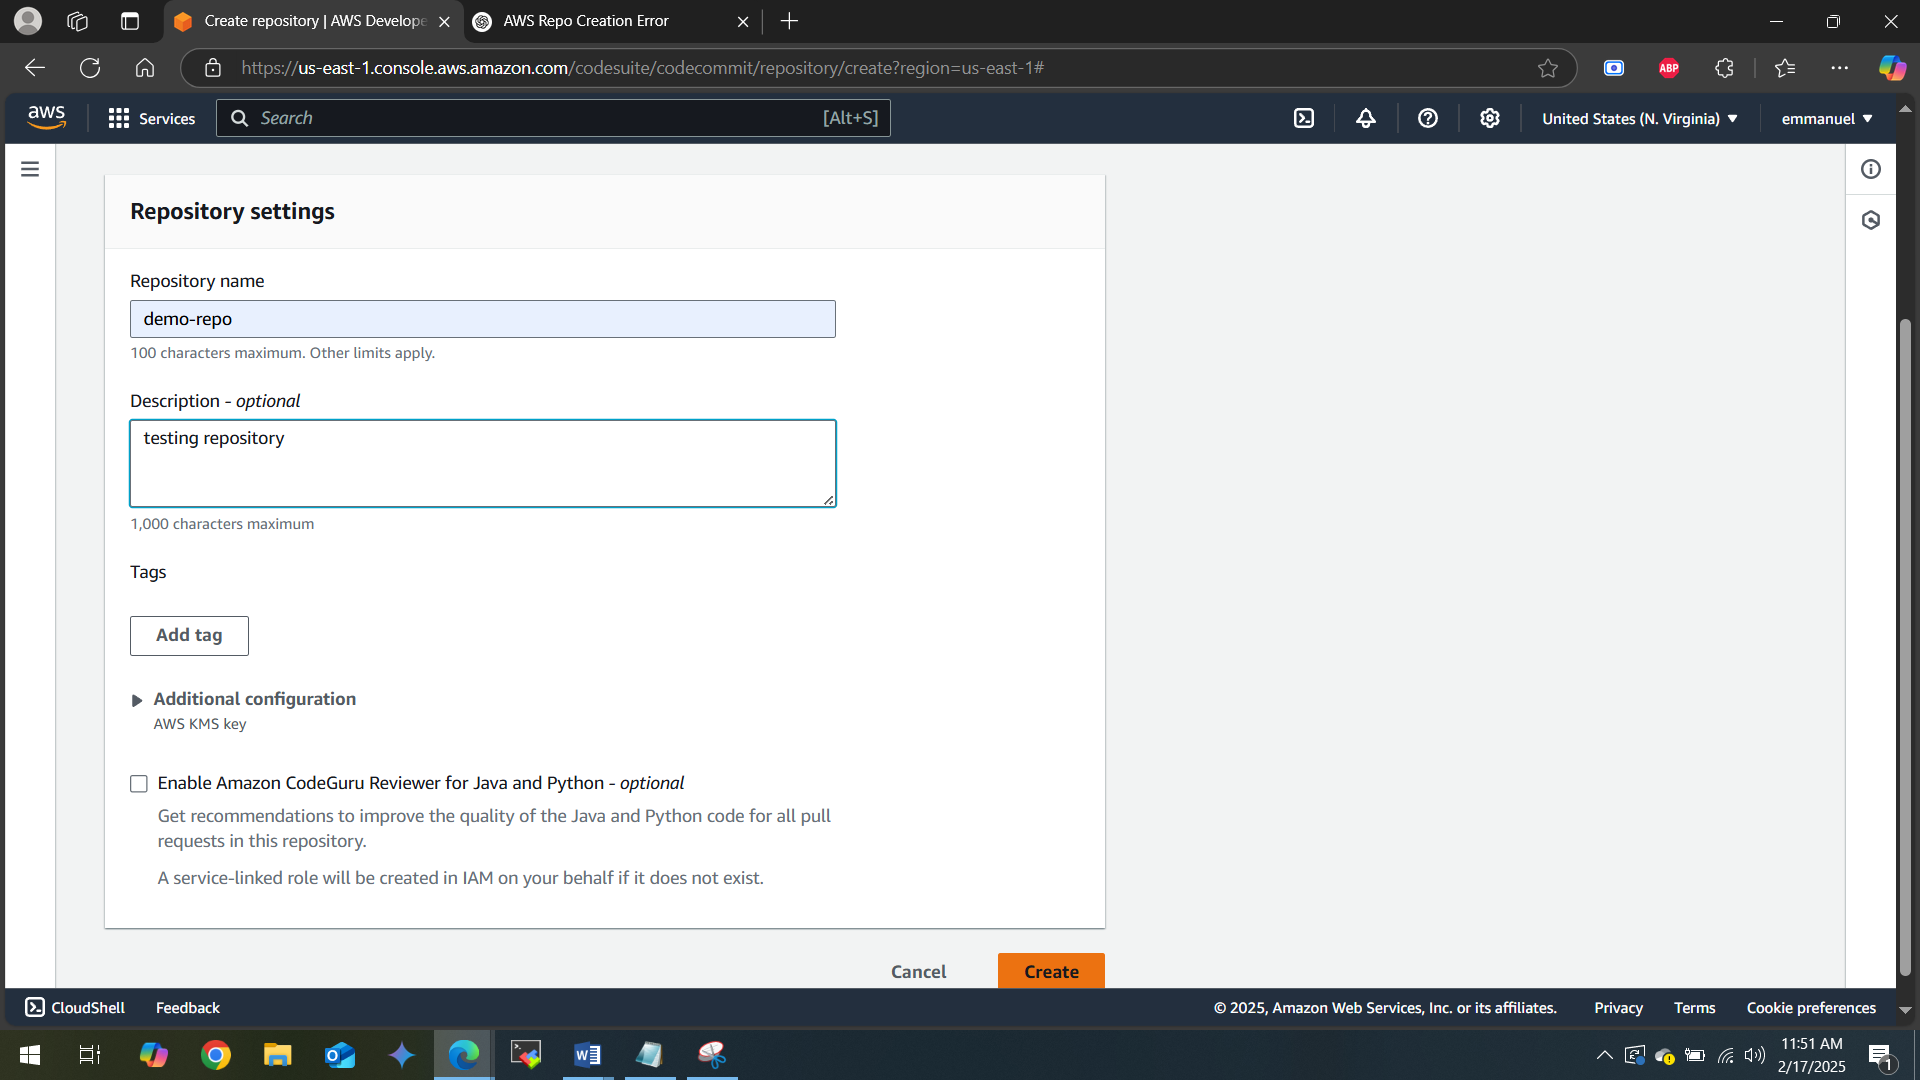 Create repository | AWS Develope
AWS Repo Creation Error
https://us-east-1.console.aws.amazon.com/codesuite/codecommit/repository/create?region=us-east-1#
ABP
aws
Services
Search
[Alt+S]
United States (N. Virginia)
emmanuel
Repository settings
Repository name
demo-repo
100 characters maximum. Other limits apply.
Description - optional
testing repository
1,000 characters maximum
Tags
Add tag
Additional configuration
AWS KMS key
Enable Amazon CodeGuru Reviewer for Java and Python - optional
Get recommendations to improve the quality of the Java and Python code for all pull
requests in this repository.
A service-linked role will be created in IAM on your behalf if it does not exist.
Cancel
Create
CloudShell
Feedback
© 2025, Amazon Web Services, Inc. or its affiliates.
Privacy
Terms
Cookie preferences
11:51 AM
2/17/2025
1